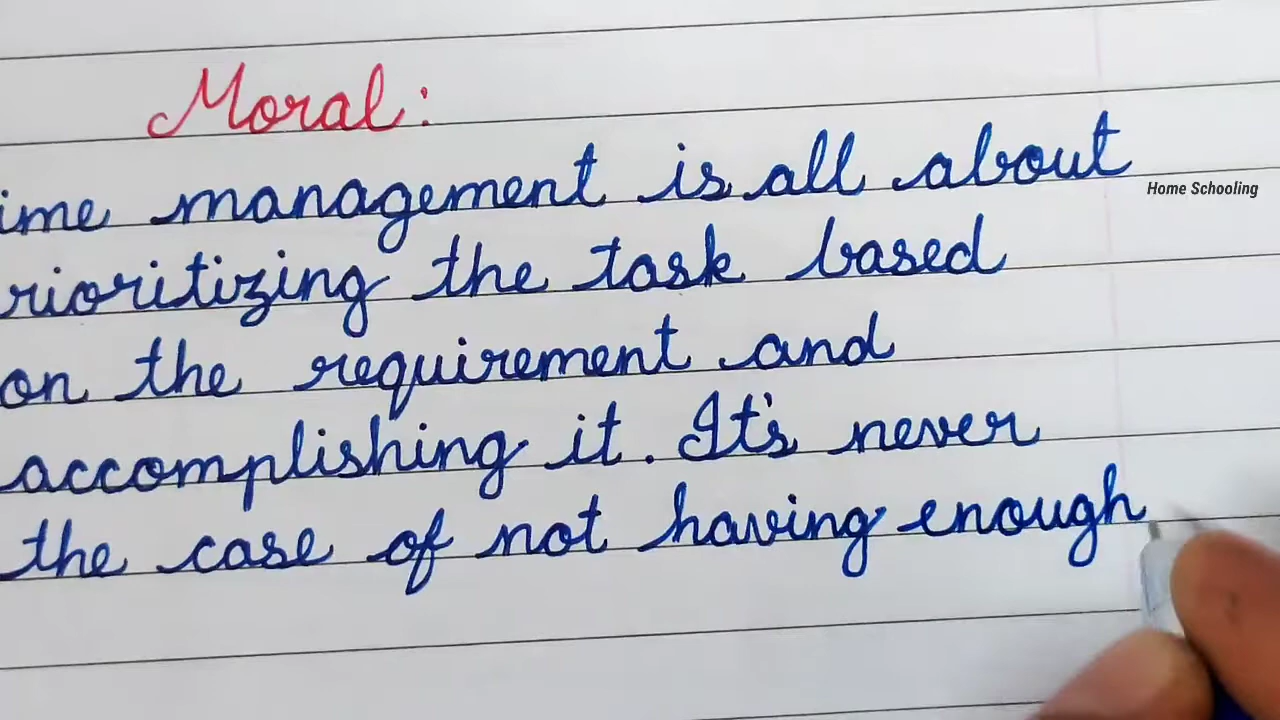 Moral:
ime management is all about
Home Schooling
rioritizing the task based
on the requirement and
accomplishing it. It's never
the case of not having enough